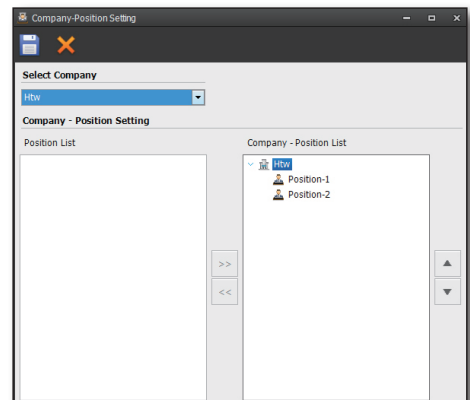 Company-Position Setting
Select Company
Htw
Company - Position Setting
Position List
Company - Position List
Htw
Position-1
Position-2
>>
<<